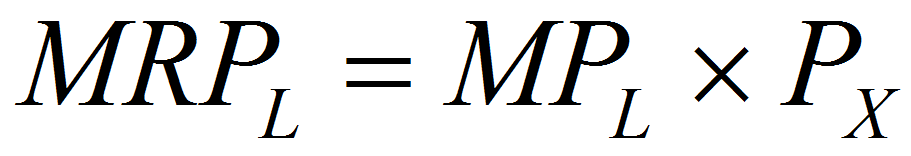 MRP_L = MP_L × P_X